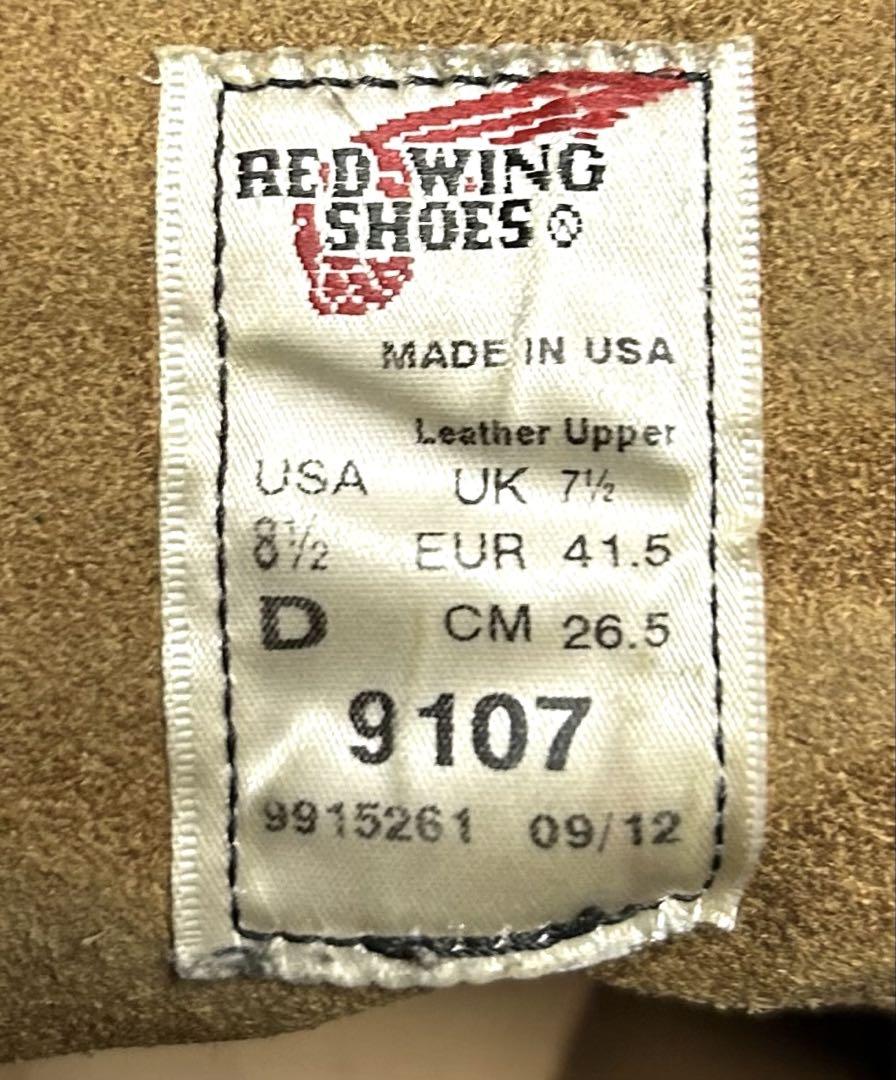 RED WING
SHOES®
MADE IN USA
Leather Upper
USA UK 7½
8½ EUR 41.5
D CM 26.5
9107
9915261 09/12